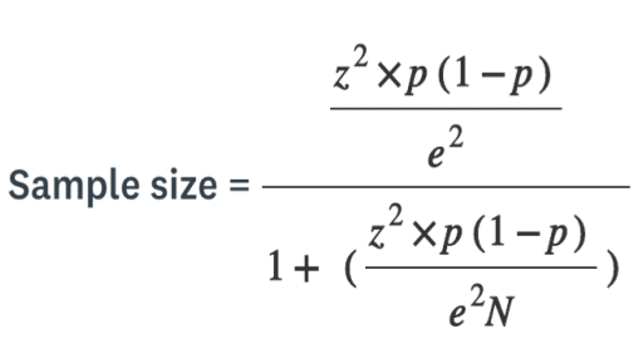 z² × p (1 − p)
e²
Sample size =
z² × p (1 − p)
1 + ( )
e²N